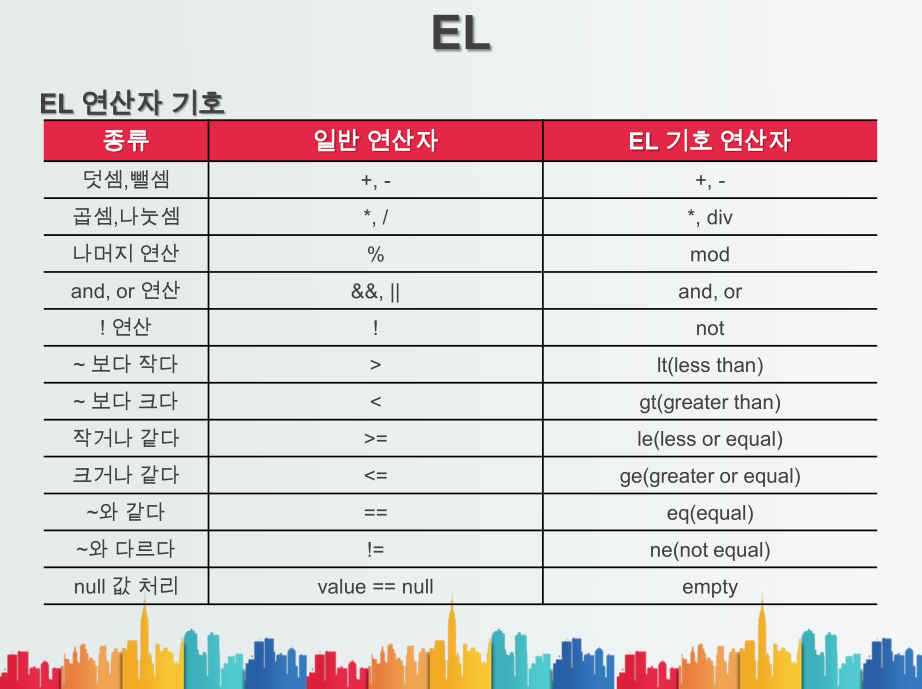 EL
EL 연산자 기호
종류 일반 연산자 EL 기호 연산자
덧셈,뺄셈 +, - +, -
곱셈,나눗셈 *, / *, div
나머지 연산 % mod
and, or 연산 &&, || and, or
! 연산 ! not
~ 보다 작다 > lt(less than)
~ 보다 크다 < gt(greater than)
작거나 같다 >= le(less or equal)
크거나 같다 <= ge(greater or equal)
~와 같다 == eq(equal)
~와 다르다 != ne(not equal)
null 값 처리 value == null empty